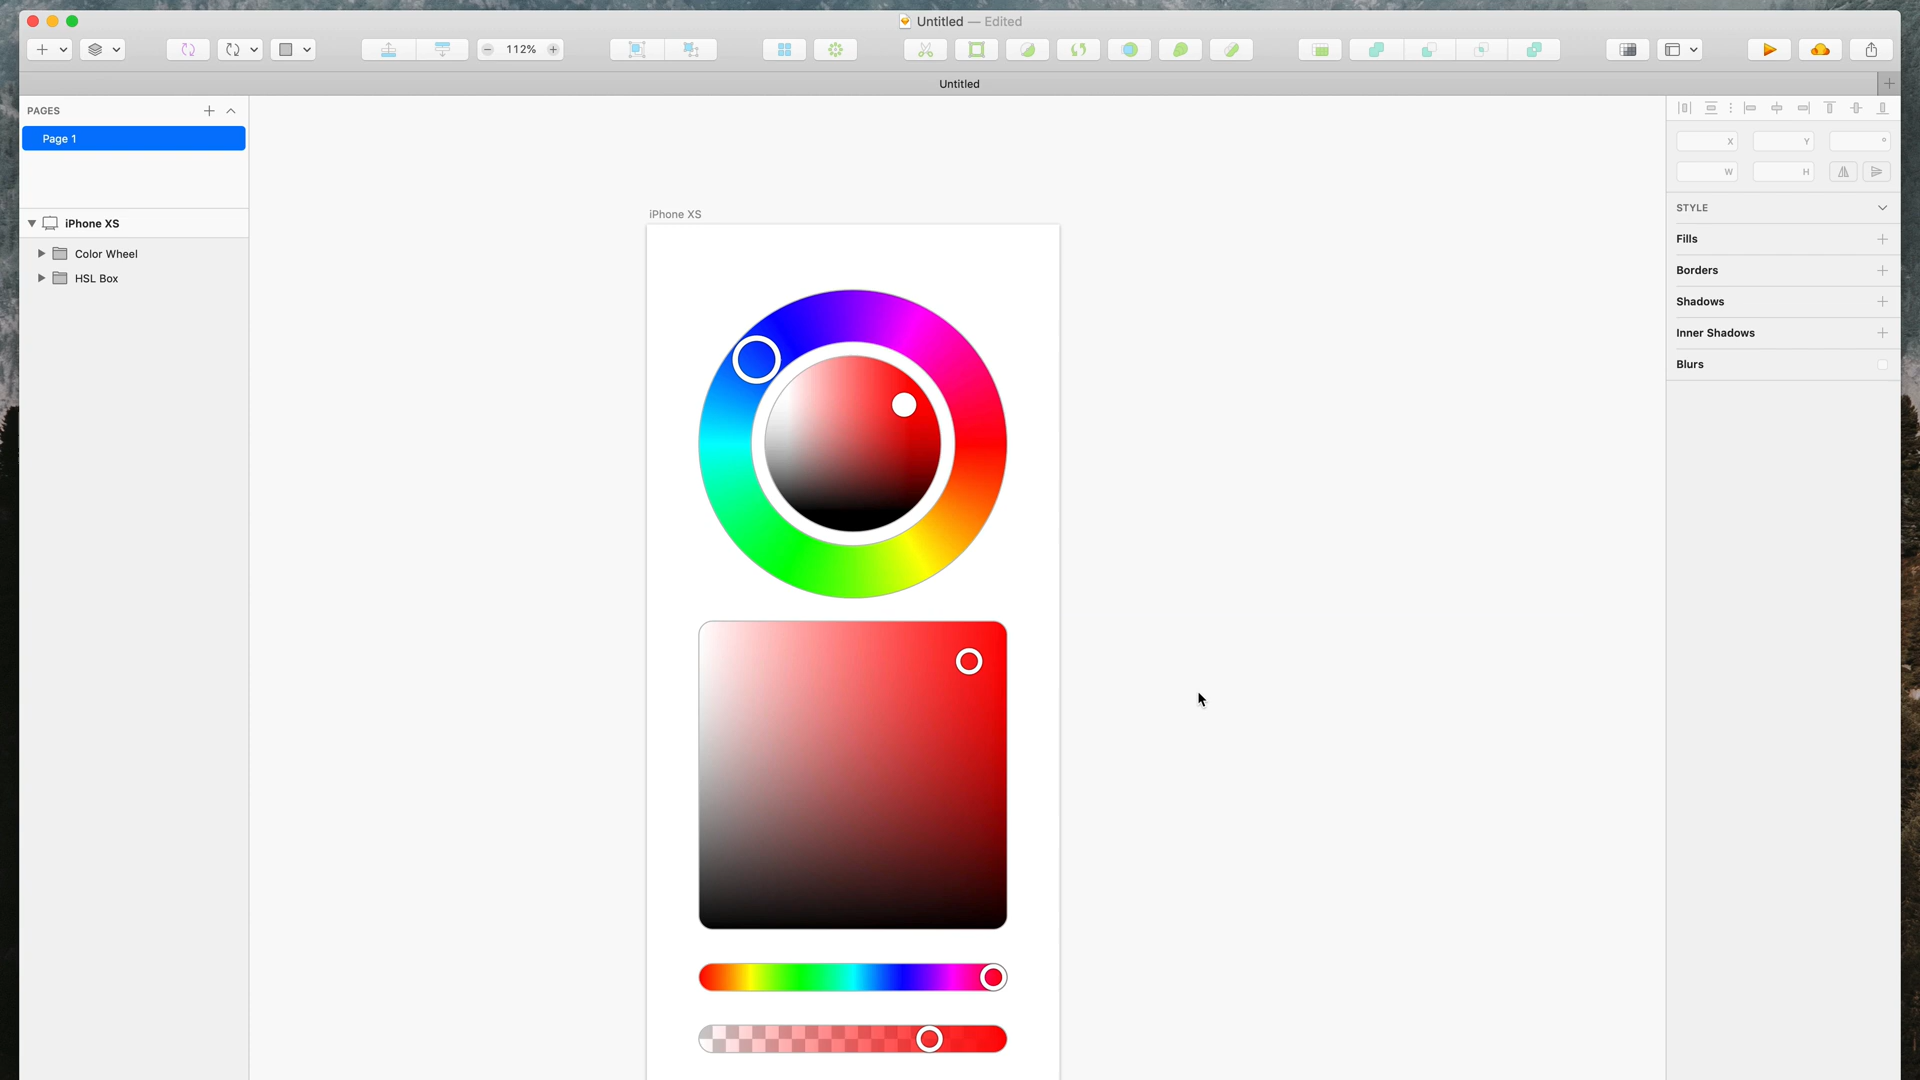 Untitled — Edited
112%
Untitled
PAGES
Page 1
iPhone XS
Color Wheel
HSL Box
iPhone XS
X
Y
°
W
H
STYLE
Fills
Borders
Shadows
Inner Shadows
Blurs